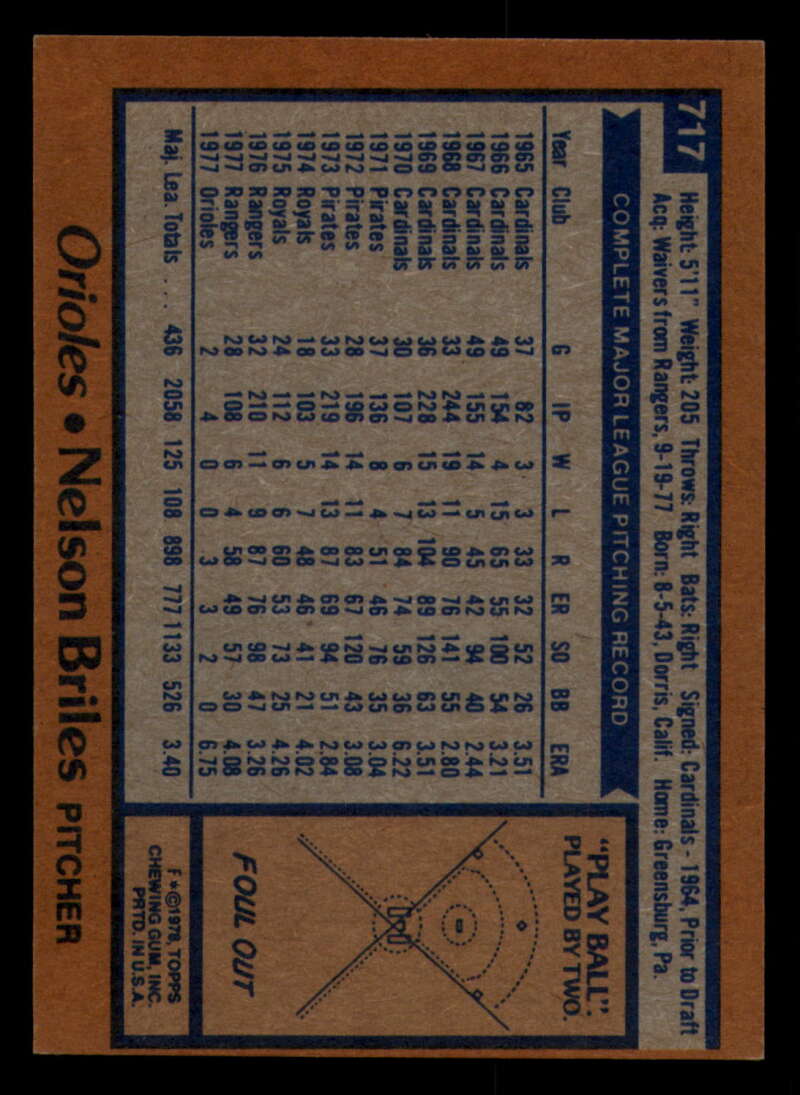 717
Height: 5'11" Weight: 205 Throws: Right Bats: Right Signed: Cardinals - 1964, Prior to Draft
Acq: Waivers from Rangers, 9-19-77 Born: 8-5-43, Dorris, Calif. Home: Greensburg, Pa.
COMPLETE MAJOR LEAGUE PITCHING RECORD
Year Club G IP W L R ER SO BB ERA
1965 Cardinals 37 82 3 3 33 32 52 26 3.51
1966 Cardinals 49 154 4 15 65 55 100 54 3.21
1967 Cardinals 49 155 14 5 45 42 94 40 2.44
1968 Cardinals 33 244 19 11 90 76 141 55 2.80
1969 Cardinals 36 228 15 13 104 89 126 63 3.51
1970 Cardinals 30 107 6 7 84 74 59 36 6.22
1971 Pirates 37 136 8 4 51 46 76 35 3.04
1972 Pirates 28 196 14 11 83 67 120 43 3.08
1973 Pirates 33 219 14 13 87 69 94 51 2.84
1974 Royals 18 103 5 7 48 46 41 21 4.02
1975 Royals 24 112 6 6 60 53 73 25 4.26
1976 Rangers 32 210 11 9 87 76 98 47 3.26
1977 Rangers 28 108 6 4 58 49 57 30 4.08
1977 Orioles 2 4 0 0 3 3 2 0 6.75
Maj. Lea. Totals . . . 436 2058 125 108 898 777 1133 526 3.40
"PLAY BALL":
PLAYED BY TWO.
FOUL OUT
F*©1978, TOPPS
CHEWING GUM, INC.
PRTD. IN U.S.A.
Orioles • Nelson Briles PITCHER